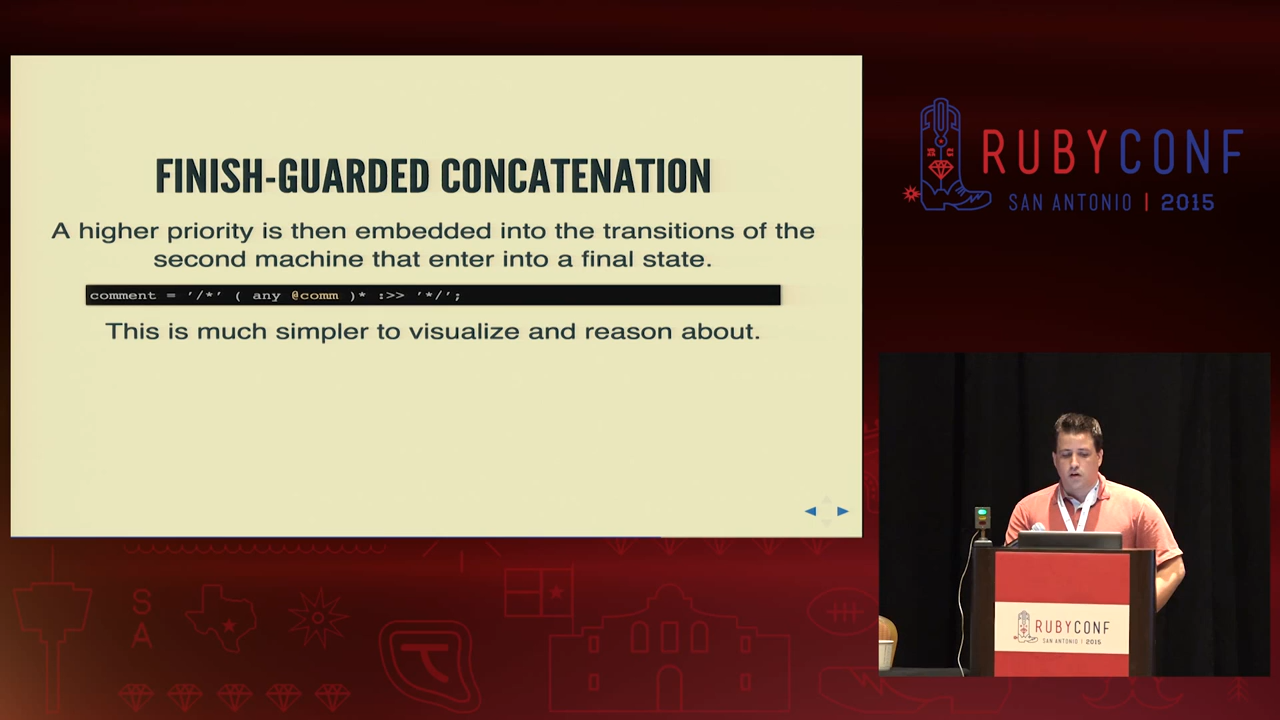 FINISH-GUARDED CONCATENATION
A higher priority is then embedded into the transitions of the
second machine that enter into a final state.
comment = '/*' ( any @comm )* :>> '*/';
This is much simpler to visualize and reason about.
RUBYCONF
SAN ANTONIO | 2015
S
A
RUBYCONF
SAN ANTONIO | 2015